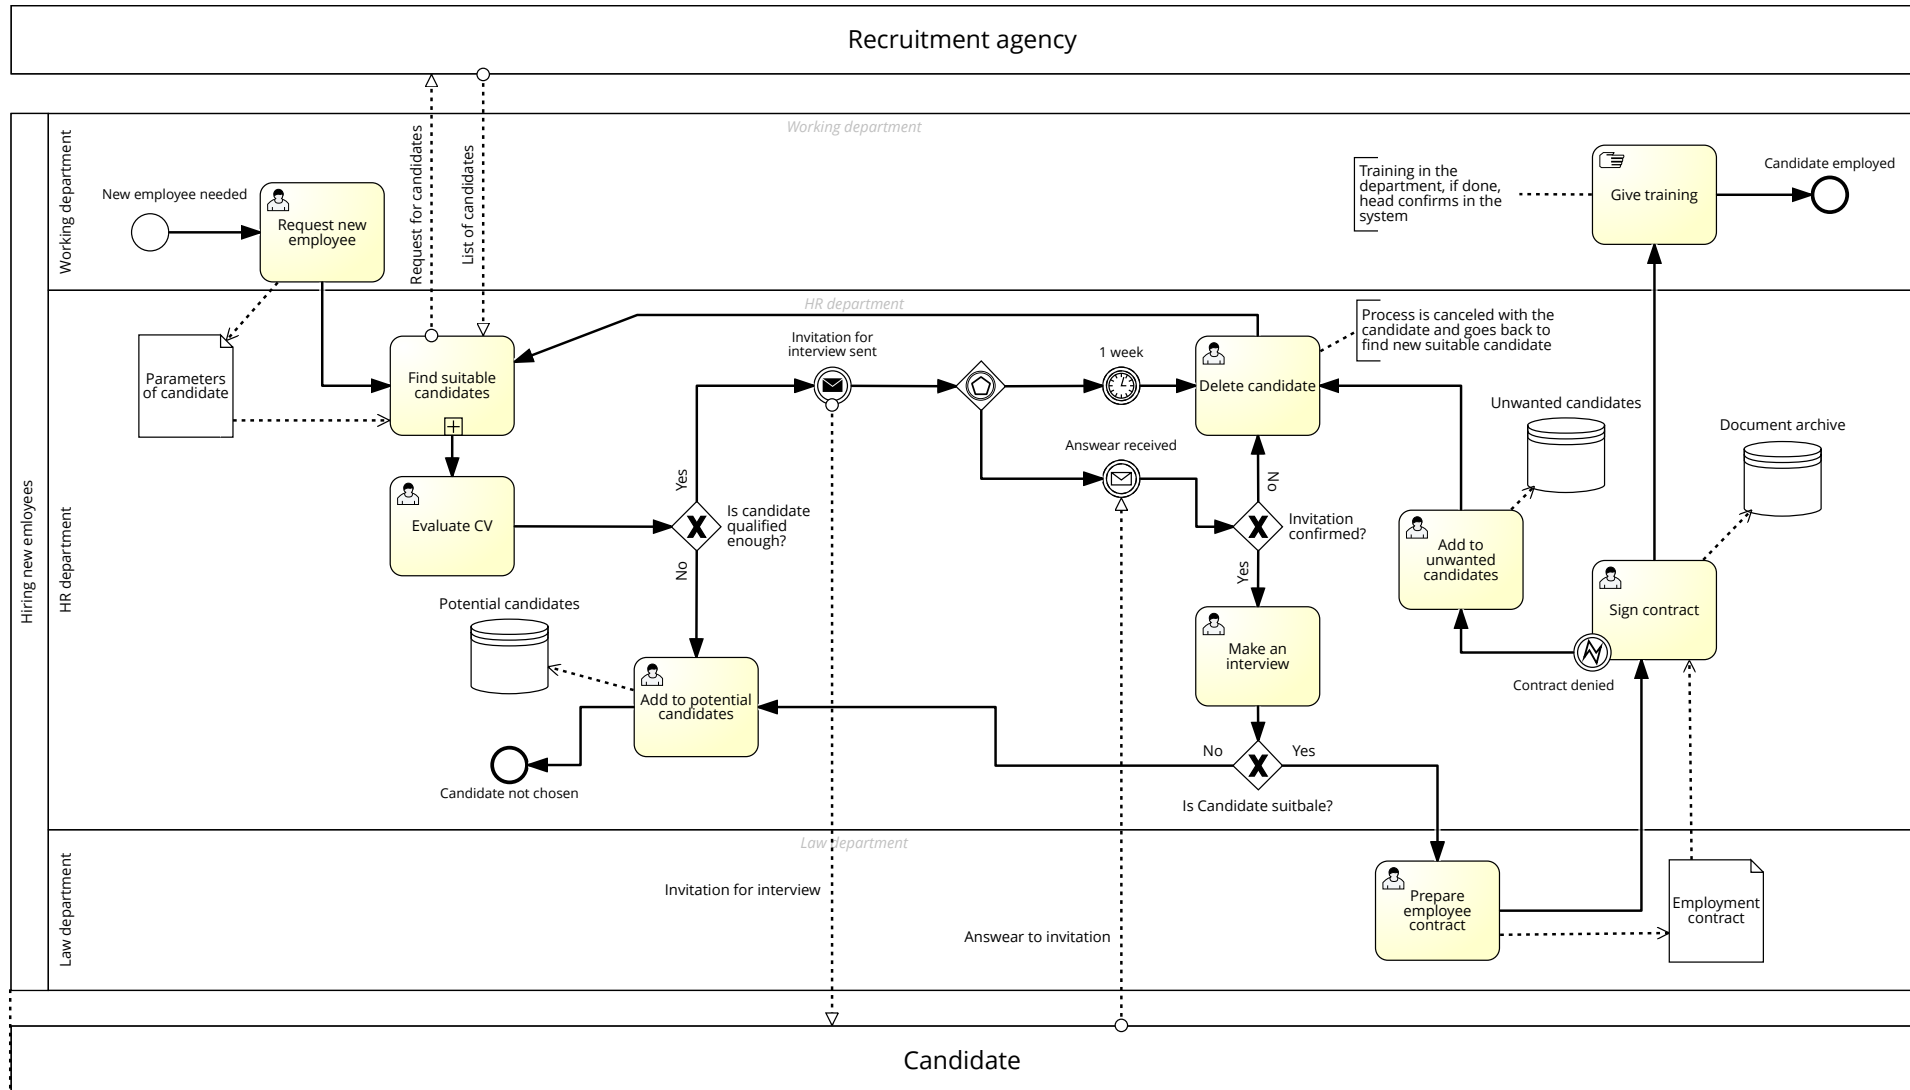 Recruitment agency
Hiring new emloyees
Working department
Working department
New employee needed
Request new
employee
Request for candidates
List of candidates
Training in the
department, if done,
head confirms in the
system
Give training
Candidate employed
HR department
HR department
Parameters
of candidate
Find suitable
candidates
Invitation for
interview sent
1 week
Delete candidate
Process is canceled with the
candidate and goes back to
find new suitable candidate
Unwanted candidates
Document archive
Answear received
Evaluate CV
Yes
Is candidate
qualified
enough?
No
No
Invitation
confirmed?
Yes
Add to
unwanted
candidates
Sign contract
Contract denied
Potential candidates
Add to potential
candidates
Make an
interview
Candidate not chosen
No
Yes
Is Candidate suitbale?
Law department
Law department
Invitation for interview
Answear to invitation
Prepare
employee
contract
Employment
contract
Candidate